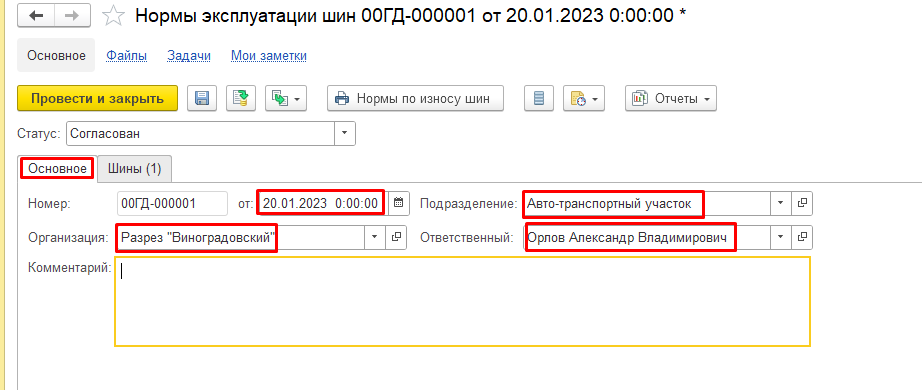 Нормы эксплуатации шин 00ГД-000001 от 20.01.2023 0:00:00 *
Основное Файлы Задачи Мои заметки
Провести и закрыть Нормы по износу шин Отчеты
Статус: Согласован
Основное Шины (1)
Номер: 00ГД-000001 от: 20.01.2023 0:00:00 Подразделение: Авто-транспортный участок
Организация: Разрез "Виноградовский" Ответственный: Орлов Александр Владимирович
Комментарий: